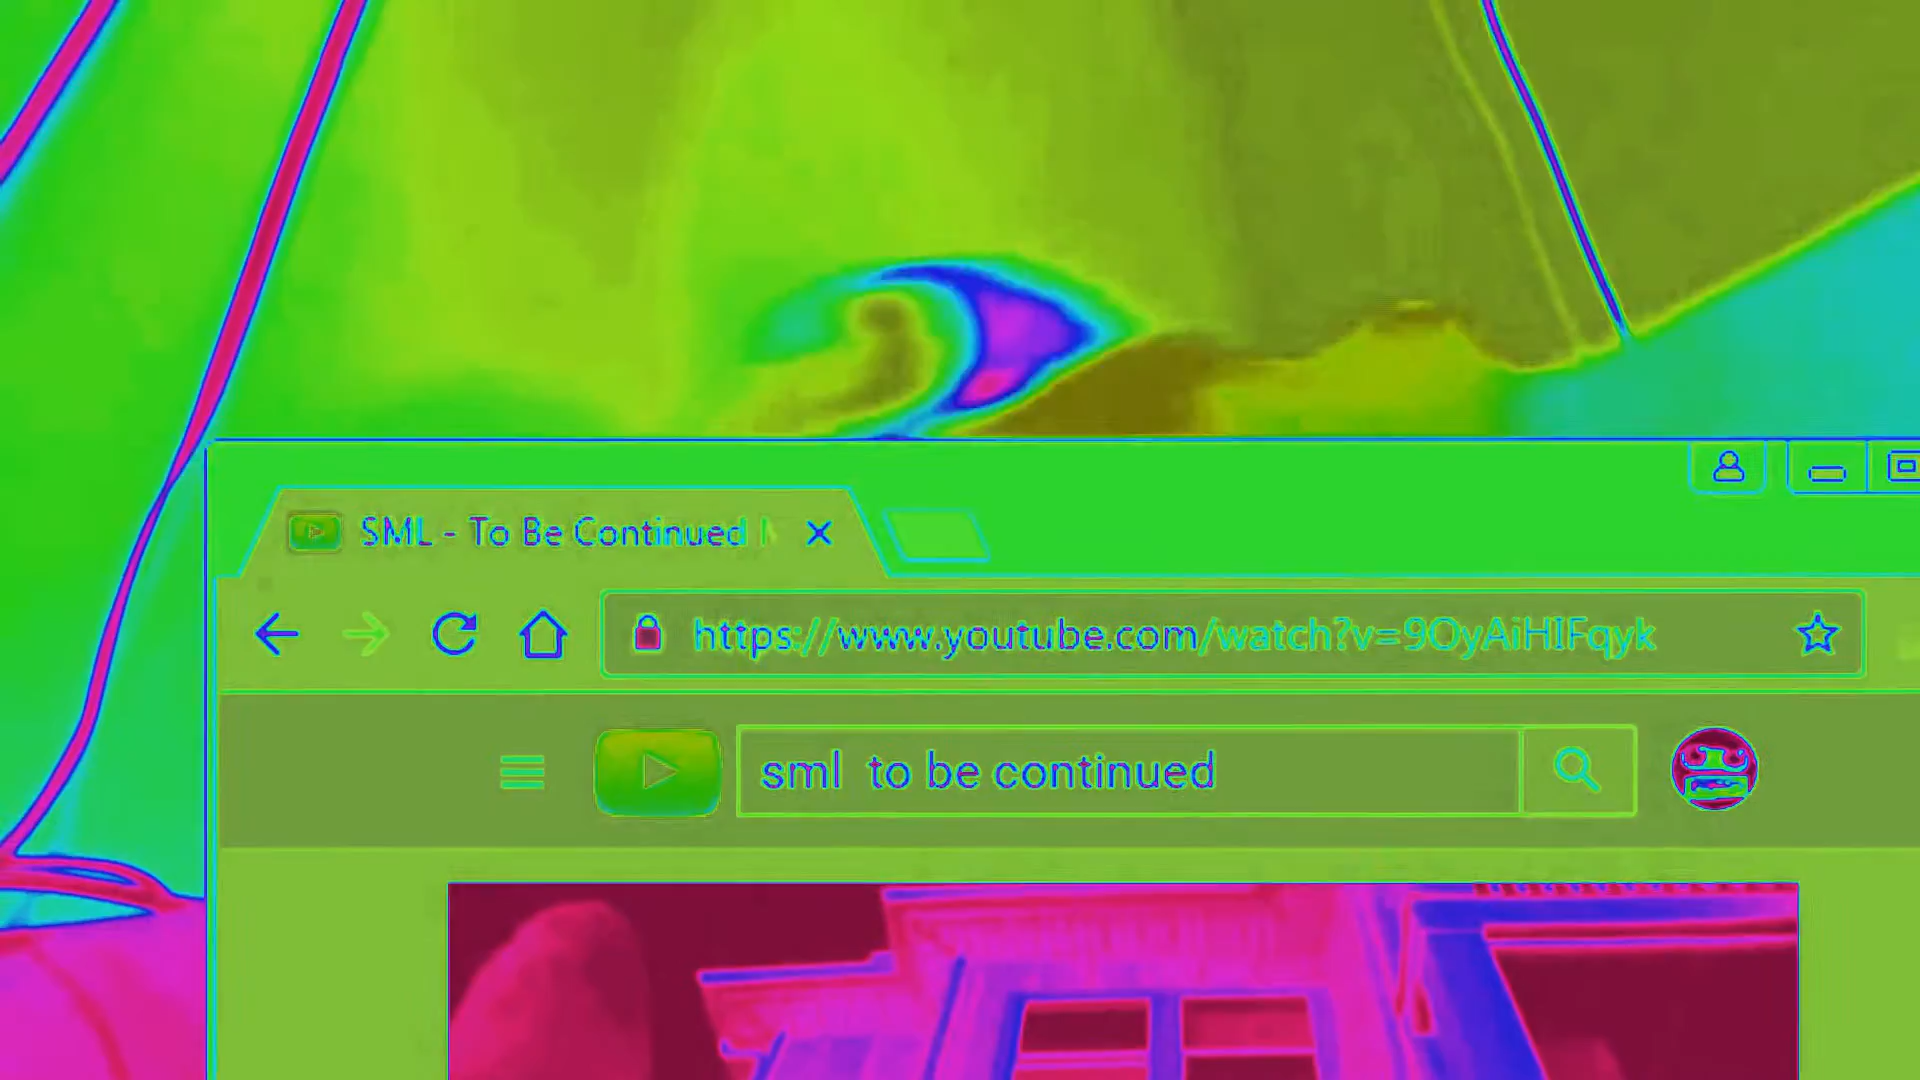 SML - To Be Continued
https://www.youtube.com/watch?v=9OyAiHIFqyk
sml  to be continued